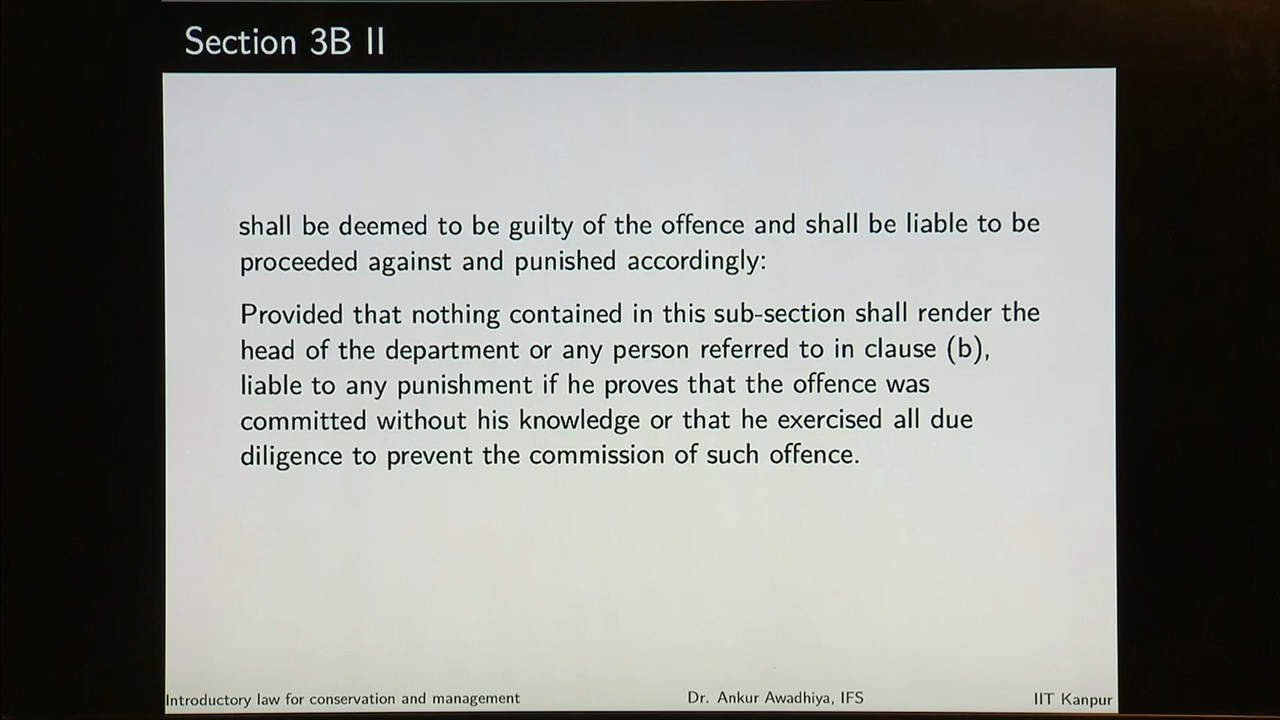 Section 3B II
shall be deemed to be guilty of the offence and shall be liable to be
proceeded against and punished accordingly:
Provided that nothing contained in this sub-section shall render the
head of the department or any person referred to in clause (b),
liable to any punishment if he proves that the offence was
committed without his knowledge or that he exercised all due
diligence to prevent the commission of such offence.
Introductory law for conservation and management Dr. Ankur Awadhiya, IFS IIT Kanpur